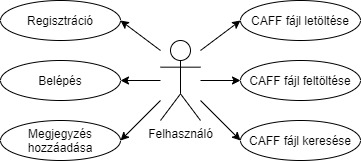 Regisztráció
CAFF fájl letöltése
Belépés
CAFF fájl feltöltése
Megjegyzés
hozzáadása
Felhasználó
CAFF fájl keresése